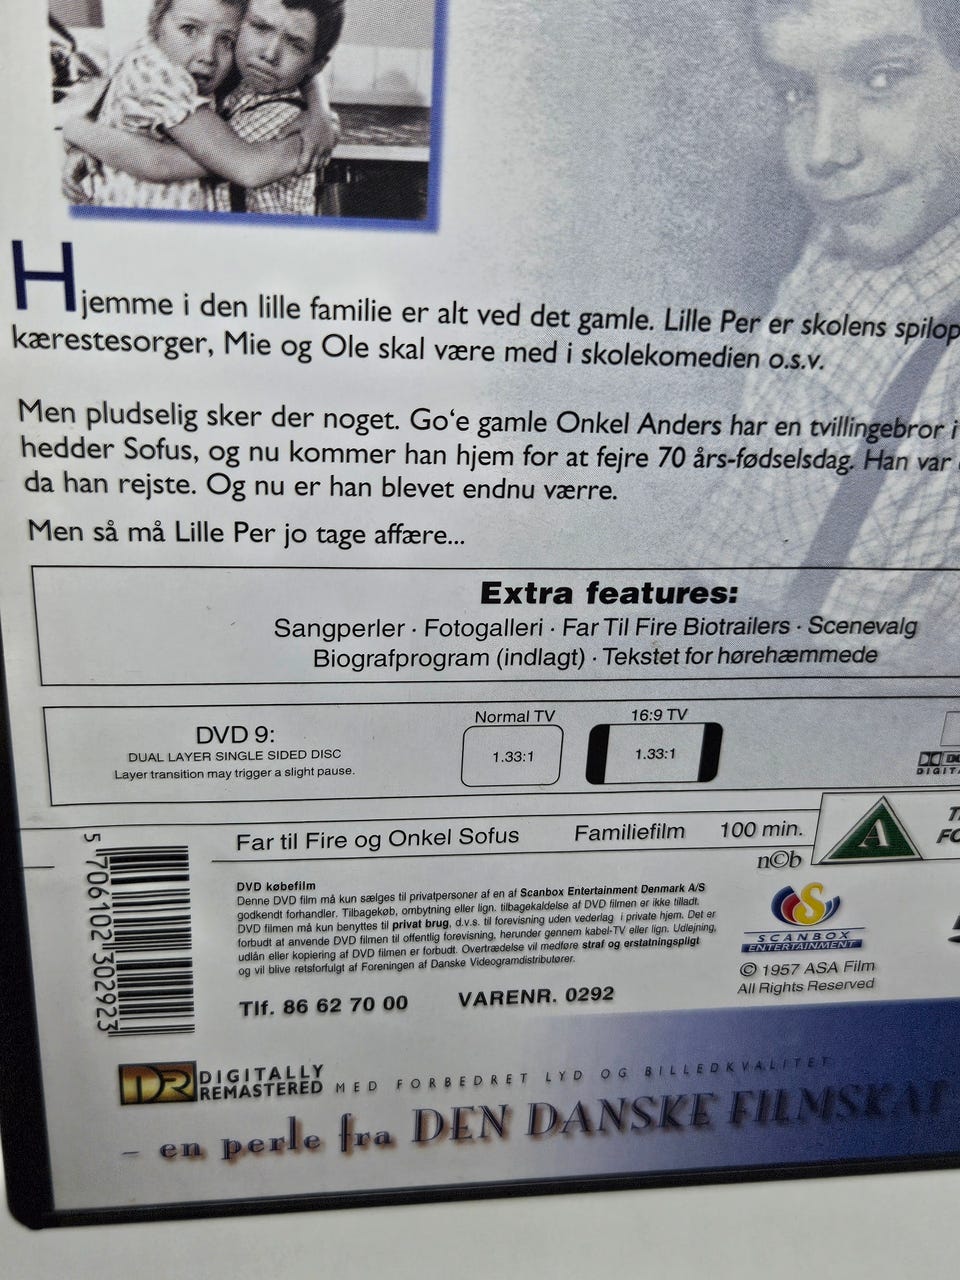 Hjemme i den lille familie er alt ved det gamle. Lille Per er skolens
kærestesorger, Mie og Ole skal være med i skolekomedien o.s.v.
Men pludselig sker der noget. Go'e gamle Onkel Anders har en tvillingebror i
hedder Sofus, og nu kommer han hjem for at fejre 70 års-fødselsdag. Han var
da han rejste. Og nu er han blevet endnu værre.
Men så må Lille Per jo tage affære...
Extra features:
Sangperler · Fotogalleri · Far Til Fire Biotrailers · Scenevalg
Biografprogram (indlagt) · Tekstet for hørehæmmede
DVD 9:
DUAL LAYER SINGLE SIDED DISC
Layer transition may trigger a slight pause.
Normal TV
1.33:1
16:9 TV
1.33:1
Far til Fire og Onkel Sofus Familiefilm 100 min.
A
n©b
5 706102 302923
DVD købefilm
Denne DVD film må kun sælges til privatpersoner af en af Scanbox Entertainment Denmark A/S
godkendt forhandler. Tilbagekøb, ombytning eller lign. tilbagekaldelse af DVD filmen er ikke tilladt.
DVD filmen må kun benyttes til privat brug, d.v.s. til forevisning uden vederlag i private hjem. Det er
forbudt at anvende DVD filmen til offentlig forevisning, herunder gennem kabel-TV eller lign. Udlejning,
udlån eller kopiering af DVD filmen er forbudt. Overtrædelse vil medføre straf og erstatningspligt
og vil blive retsforfulgt af Foreningen af Danske Videogramdistributører.
Tlf. 86 62 70 00 VARENR. 0292
SCANBOX
ENTERTAINMENT
© 1957 ASA Film
All Rights Reserved
DR DIGITALLY
REMASTERED MED FORBEDRET LYD OG BILLEDKVALITET
– en perle fra DEN DANSKE